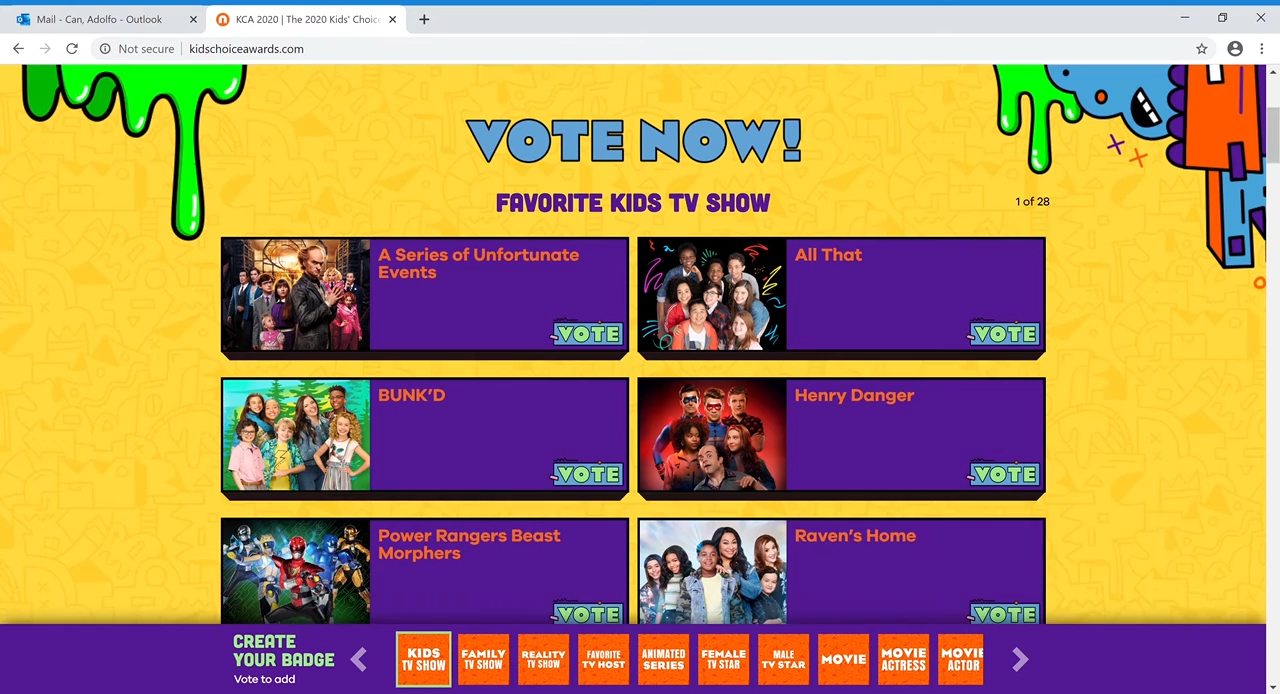 Mail - Can, Adolfo - Outlook
KCA 2020 | The 2020 Kids' Choice
Not secure | kidschoiceawards.com
VOTE NOW!
FAVORITE KIDS TV SHOW
1 of 28
A Series of Unfortunate
Events
VOTE
All That
VOTE
BUNK'D
VOTE
Henry Danger
VOTE
Power Rangers Beast
Morphers
VOTE
Raven's Home
VOTE
CREATE
YOUR BADGE
Vote to add
KIDS
TV SHOW
FAMILY
TV SHOW
REALITY
TV SHOW
FAVORITE
TV HOST
ANIMATED
SERIES
FEMALE
TV STAR
MALE
TV STAR
MOVIE
MOVIE
ACTRESS
MOVIE
ACTOR